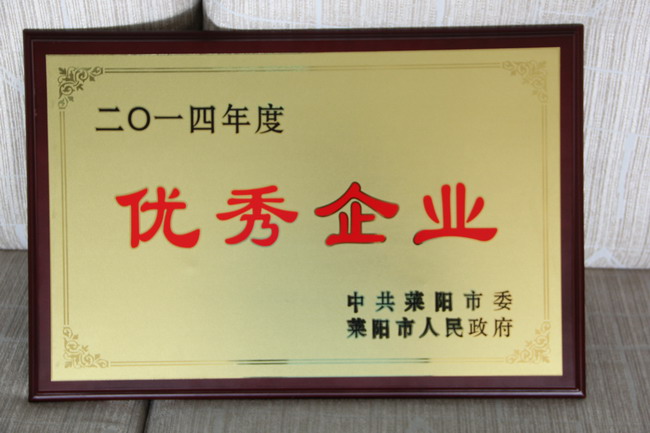 二〇一四年度
优秀企业
中共莱阳市委
莱阳市人民政府